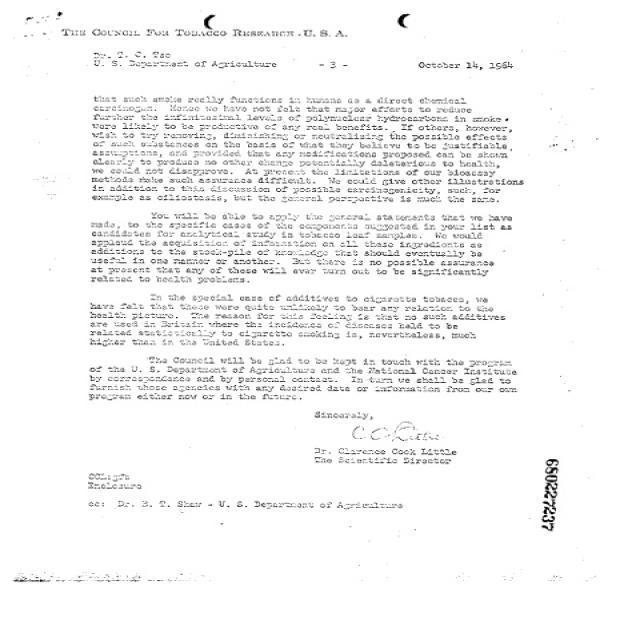 THE COUNCIL FOR TOBACCO RESEARCH - U. S. A.
Dr. T. C. Tso
U. S. Department of Agriculture - 3 - October 14, 1964
that such smoke really functions in humans as a direct chemical
carcinogen. Hence we have not felt that major efforts to reduce
further the infinitesimal levels of polynuclear hydrocarbons in smoke
were likely to be productive of any real benefits. If others, however,
wish to try removing, diminishing or neutralizing the possible effects
of such substances on the basis of what they believe to be justifiable
assumptions, and provided that any modifications proposed can be shown
clearly to produce no other change potentially deleterious to health,
we could not disapprove. At present the limitations of our bioassay
methods make such assurance difficult. We could give other illustrations
in addition to this discussion of possible carcinogenicity, such, for
example as ciliostasis, but the general perspective is much the same.
You will be able to apply the general statements that we have
made, to the specific cases of the components suggested in your list as
candidates for analytical study in tobacco leaf samples. We would
applaud the acquisition of information on all these ingredients as
additions to the stock-pile of knowledge that should eventually be
useful in one manner or another. But there is no possible assurance
at present that any of these will ever turn out to be significantly
related to health problems.
In the special case of additives to cigarette tobacco, we
have felt that these were quite unlikely to bear any relation to the
health picture. The reason for this feeling is that no such additives
are used in Britain where the incidence of diseases held to be
related statistically to cigarette smoking is, nevertheless, much
higher than in the United States.
The Council will be glad to be kept in touch with the program
of the U. S. Department of Agriculture and the National Cancer Institute
by correspondence and by personal contact. In turn we shall be glad to
furnish those agencies with any desired data or information from our own
program either now or in the future.
Sincerely,
C C Little
Dr. Clarence Cook Little
The Scientific Director
Enclosure
cc: Dr. B. T. Shaw - U. S. Department of Agriculture
680227237